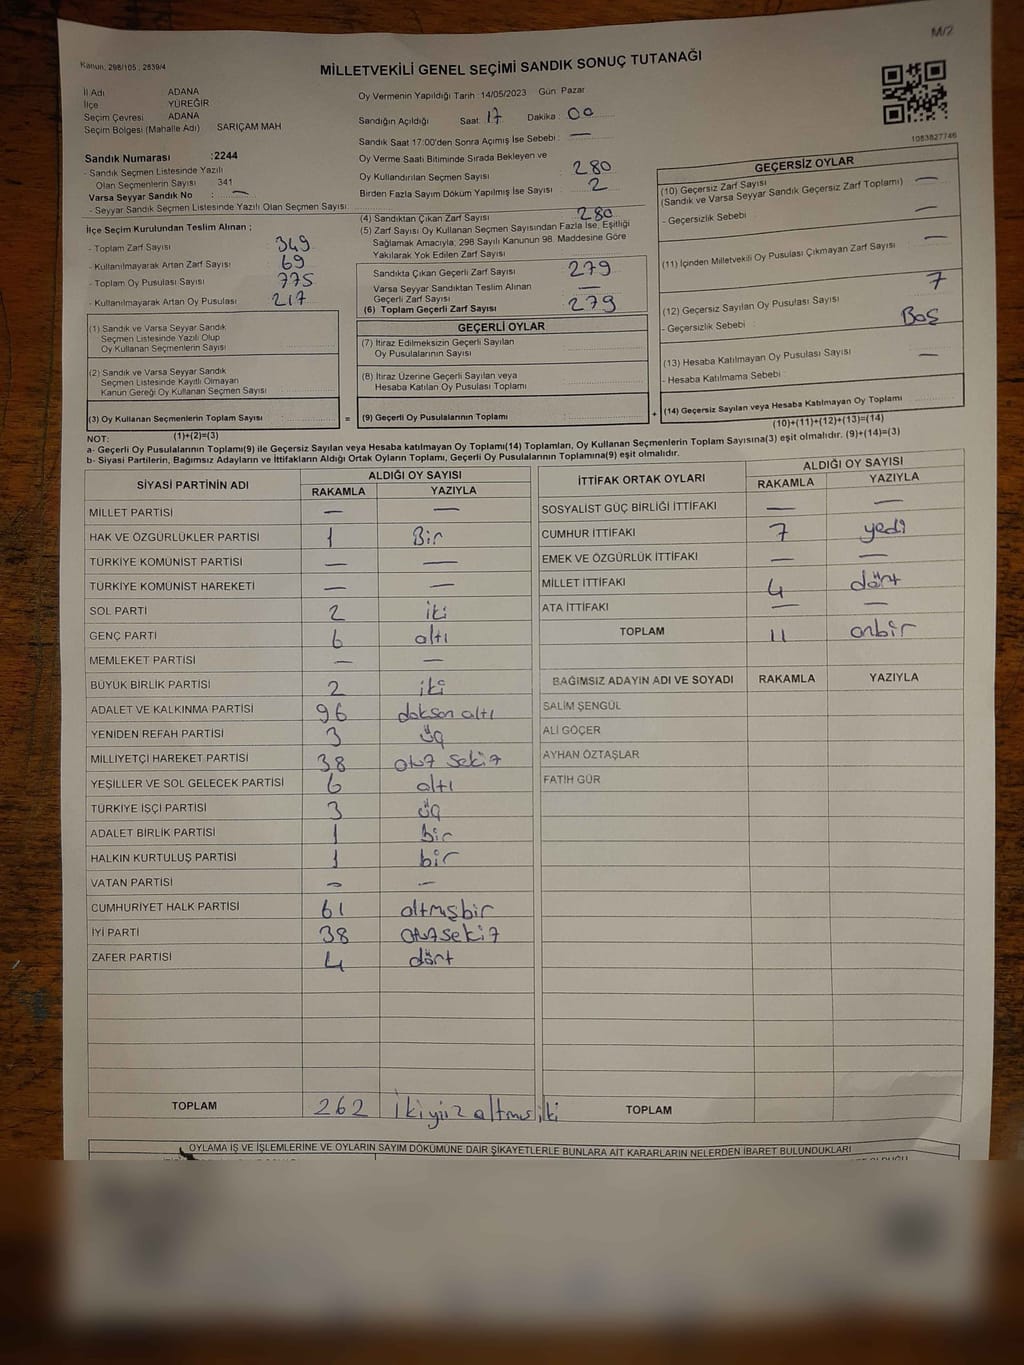 M/2
Kanun, 298/105 , 2839/4
MİLLETVEKİLİ GENEL SEÇİMİ SANDIK SONUÇ TUTANAĞI
İl Adı : ADANA
İlçe : YÜREĞİR
Seçim Çevresi : ADANA
Seçim Bölgesi (Mahalle Adı) SARIÇAM MAH
Sandık Numarası :2244
- Sandık Seçmen Listesinde Yazılı
Olan Seçmenlerin Sayısı : 341
Varsa Seyyar Sandık No : —
- Seyyar Sandık Seçmen Listesinde Yazılı Olan Seçmen Sayısı:
İlçe Seçim Kurulundan Teslim Alınan ;
- Toplam Zarf Sayısı : 349
- Kullanılmayarak Artan Zarf Sayısı : 69
- Toplam Oy Pusulası Sayısı : 775
- Kullanılmayarak Artan Oy Pusulası : 217
Oy Vermenin Yapıldığı Tarih : 14/05/2023 Gün : Pazar
Sandığın Açıldığı Saat: 17 Dakika : 00
Sandık Saat 17:00'den Sonra Açımış İse Sebebi : —
Oy Verme Saati Bitiminde Sırada Bekleyen ve
Oy Kullandırılan Seçmen Sayısı : 280
Birden Fazla Sayım Döküm Yapılmış İse Sayısı : 2
(4) Sandıktan Çıkan Zarf Sayısı : 280
(5) Zarf Sayısı Oy Kullanan Seçmen Sayısından Fazla İse, Eşitliği
Sağlamak Amacıyla; 298 Sayılı Kanunun 98. Maddesine Göre
Yakılarak Yok Edilen Zarf Sayısı :
Sandıkta Çıkan Geçerli Zarf Sayısı : 279
Varsa Seyyar Sandıktan Teslim Alınan
Geçerli Zarf Sayısı : —
(6) Toplam Geçerli Zarf Sayısı : 279
1083827746
GEÇERSİZ OYLAR
(10) Geçersiz Zarf Sayısı : —
(Sandık ve Varsa Seyyar Sandık Geçersiz Zarf Toplamı)
- Geçersizlik Sebebi : —
(11) İçinden Milletvekili Oy Pusulası Çıkmayan Zarf Sayısı : —
(12) Geçersiz Sayılan Oy Pusulası Sayısı : 7
- Geçersizlik Sebebi : Boş
(13) Hesaba Katılmayan Oy Pusulası Sayısı : —
- Hesaba Katılmama Sebebi :
(1) Sandık ve Varsa Seyyar Sandık
Seçmen Listesinde Yazılı Olup
Oy Kullanan Seçmenlerin Sayısı :
(2) Sandık ve Varsa Seyyar Sandık
Seçmen Listesinde Kayıtlı Olmayan
Kanun Gereği Oy Kullanan Seçmen Sayısı :
GEÇERLİ OYLAR
(7) İtiraz Edilmeksizin Geçerli Sayılan
Oy Pusulalarının Sayısı :
(8) İtiraz Üzerine Geçerli Sayılan veya
Hesaba Katılan Oy Pusulası Toplamı :
(3) Oy Kullanan Seçmenlerin Toplam Sayısı : = (9) Geçerli Oy Pusulalarının Toplamı : + (14) Geçersiz Sayılan veya Hesaba Katılmayan Oy Toplamı :
NOT: (1)+(2)=(3) (10)+(11)+(12)+(13)=(14)
a- Geçerli Oy Pusulalarının Toplamı(9) ile Geçersiz Sayılan veya Hesaba katılmayan Oy Toplamı(14) Toplamları, Oy Kullanan Seçmenlerin Toplam Sayısına(3) eşit olmalıdır. (9)+(14)=(3)
b- Siyasi Partilerin, Bağımsız Adayların ve İttifakların Aldığı Ortak Oyların Toplamı, Geçerli Oy Pusulalarının Toplamına(9) eşit olmalıdır.
SİYASİ PARTİNİN ADI ALDIĞI OY SAYISI
RAKAMLA YAZIYLA
MİLLET PARTİSİ — —
HAK VE ÖZGÜRLÜKLER PARTİSİ 1 Bir
TÜRKİYE KOMÜNİST PARTİSİ — —
TÜRKİYE KOMÜNİST HAREKETİ — —
SOL PARTİ 2 iki
GENÇ PARTİ 6 altı
MEMLEKET PARTİSİ — —
BÜYÜK BİRLİK PARTİSİ 2 iki
ADALET VE KALKINMA PARTİSİ 96 doksan altı
YENİDEN REFAH PARTİSİ 3 üç
MİLLİYETÇİ HAREKET PARTİSİ 38 otuz sekiz
YEŞİLLER VE SOL GELECEK PARTİSİ 6 altı
TÜRKİYE İŞÇİ PARTİSİ 3 üç
ADALET BİRLİK PARTİSİ 1 bir
HALKIN KURTULUŞ PARTİSİ 1 bir
VATAN PARTİSİ — —
CUMHURİYET HALK PARTİSİ 61 altmışbir
İYİ PARTİ 38 otuzsekiz
ZAFER PARTİSİ 4 dört
TOPLAM 262 İkiyüz altmış iki
İTTİFAK ORTAK OYLARI ALDIĞI OY SAYISI
RAKAMLA YAZIYLA
SOSYALİST GÜÇ BİRLİĞİ İTTİFAKI — —
CUMHUR İTTİFAKI 7 yedi
EMEK VE ÖZGÜRLÜK İTTİFAKI — —
MİLLET İTTİFAKI 4 dört
ATA İTTİFAKI — —
TOPLAM 11 onbir
BAĞIMSIZ ADAYIN ADI VE SOYADI RAKAMLA YAZIYLA
SALİM ŞENGÜL
ALİ GÖÇER
AYHAN ÖZTAŞLAR
FATİH GÜR
TOPLAM
OYLAMA İŞ VE İŞLEMLERİNE VE OYLARIN SAYIM DÖKÜMÜNE DAİR ŞİKAYETLERLE BUNLARA AİT KARARLARIN NELERDEN İBARET BULUNDUKLARI